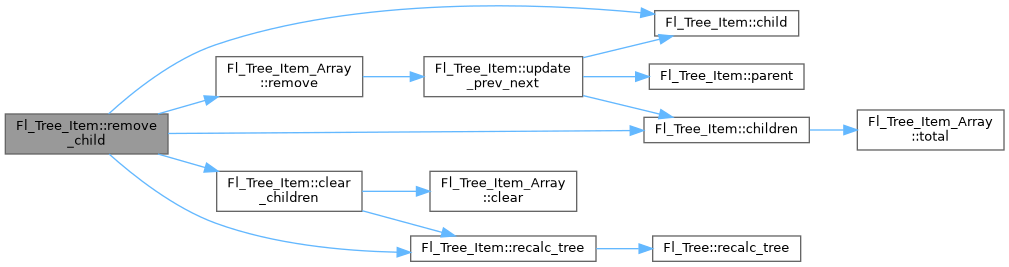 Fl_Tree_Item::remove
_child
Fl_Tree_Item::child
Fl_Tree_Item_Array
::remove
Fl_Tree_Item::update
_prev_next
Fl_Tree_Item::parent
Fl_Tree_Item::children
Fl_Tree_Item_Array
::total
Fl_Tree_Item::clear
_children
Fl_Tree_Item_Array
::clear
Fl_Tree_Item::recalc_tree
Fl_Tree::recalc_tree